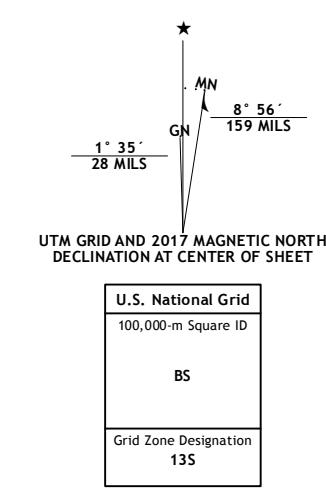 MN
GN
8° 56´
159 MILS
1° 35´
28 MILS
UTM GRID AND 2017 MAGNETIC NORTH
DECLINATION AT CENTER OF SHEET
U.S. National Grid
100,000-m Square ID
BS
Grid Zone Designation
13S